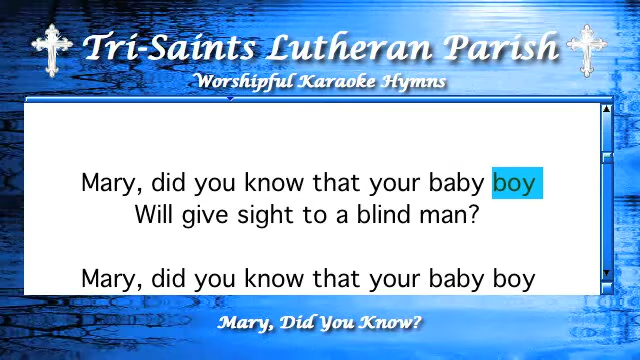 Tri-Saints Lutheran Parish
Worshipful Karaoke Hymns
Mary, did you know that your baby boy
Will give sight to a blind man?
Mary, did you know that your baby boy
Mary, Did You Know?